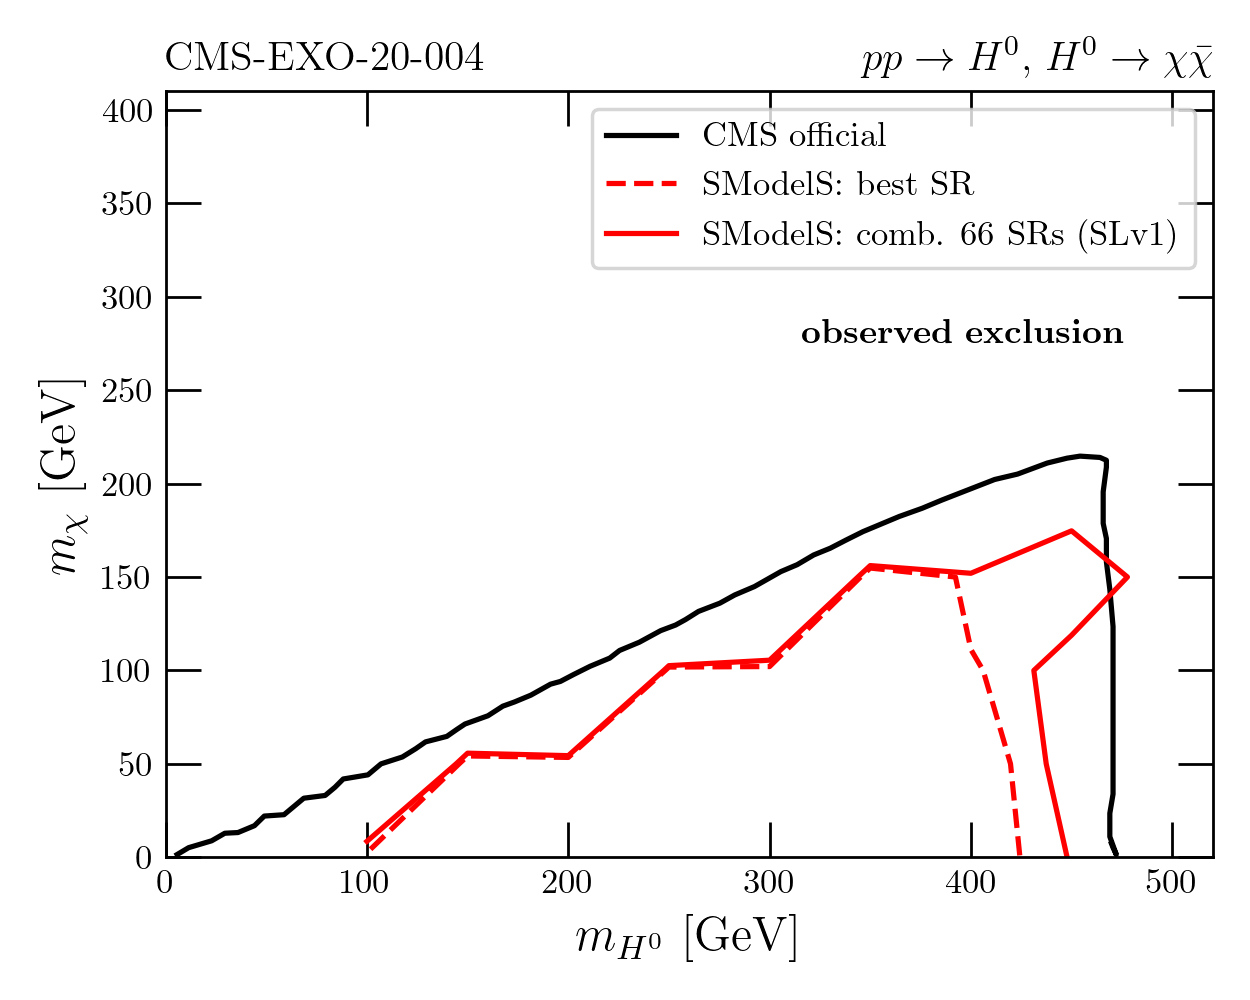 CMS-EXO-20-004
pp → H⁰, H⁰ → χχ̄
CMS official
SModelS: best SR
SModelS: comb. 66 SRs (SLv1)
observed exclusion
400
350
300
250
200
150
100
50
0
m_χ [GeV]
0 100 200 300 400 500
m_{H⁰} [GeV]